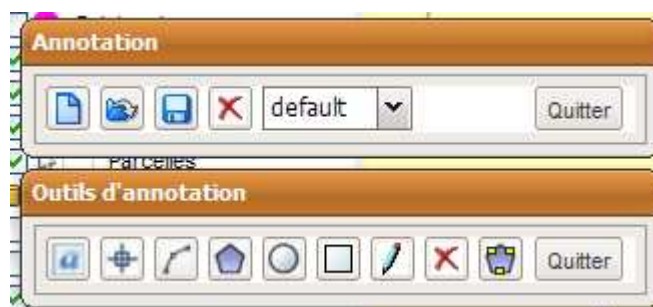 Annotation
default
Quitter
Parcelles
Outils d'annotation
a
Quitter